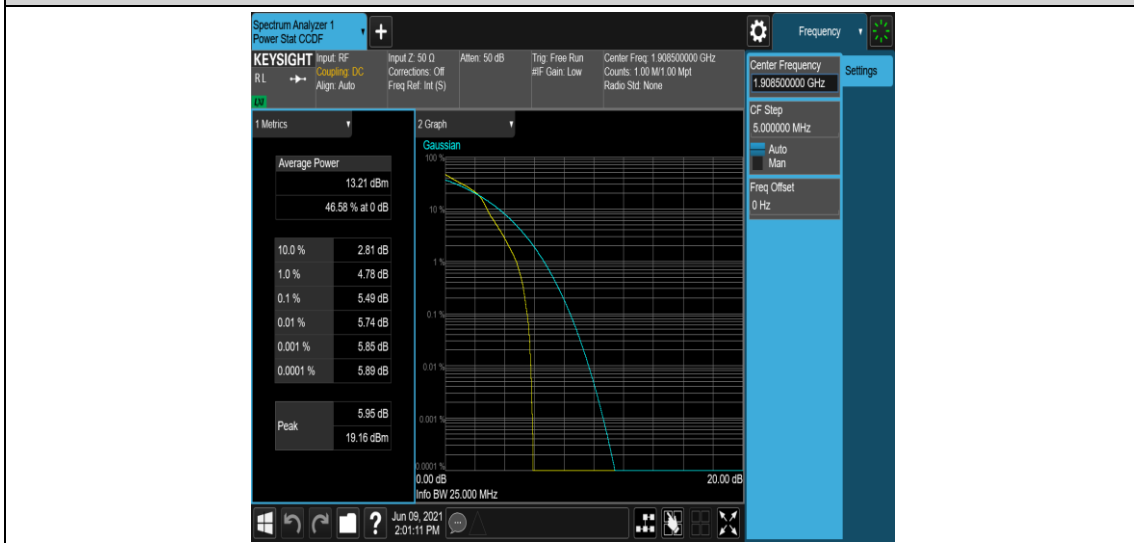 Spectrum Analyzer 1
Power Stat CCDF
+
Frequency
KEYSIGHT
RL
LXI
Input: RF
Coupling: DC
Align: Auto
Input Z: 50 Ω
Corrections: Off
Freq Ref: Int (S)
Atten: 50 dB
Trig: Free Run
#IF Gain: Low
Center Freq: 1.908500000 GHz
Counts: 1.00 M/1.00 Mpt
Radio Std: None
Center Frequency
1.908500000 GHz
Settings
CF Step
5.000000 MHz
Auto
Man
Freq Offset
0 Hz
1 Metrics
Average Power
13.21 dBm
46.58 % at 0 dB
10.0 % 2.81 dB
1.0 % 4.78 dB
0.1 % 5.49 dB
0.01 % 5.74 dB
0.001 % 5.85 dB
0.0001 % 5.89 dB
Peak
5.95 dB
19.16 dBm
2 Graph
Gaussian
100 %
10 %
1 %
0.1 %
0.01 %
0.001 %
0.0001 %
0.00 dB 20.00 dB
Info BW 25.000 MHz
?
Jun 09, 2021
2:01:11 PM